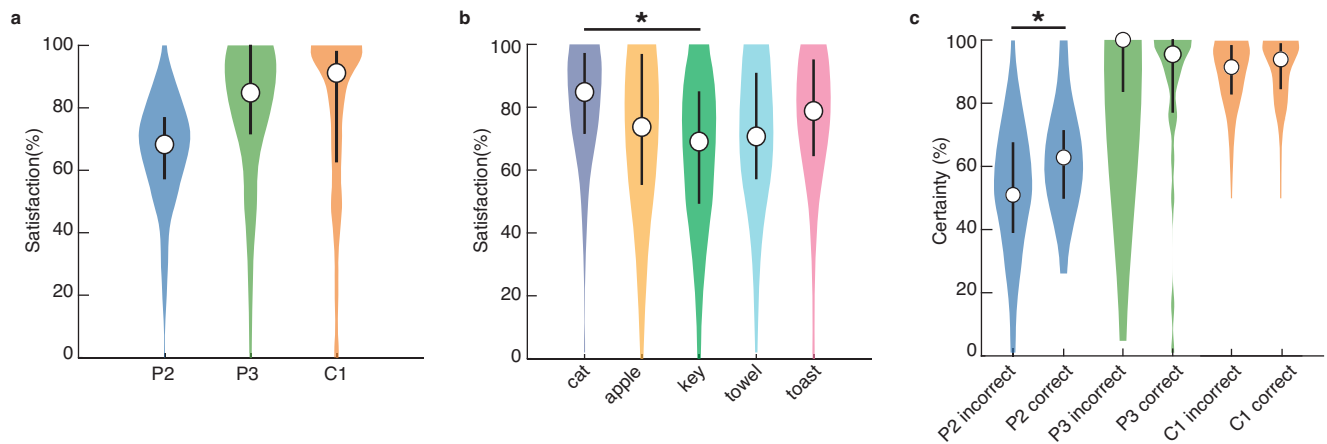 a
Satisfaction(%)
100
80
60
40
20
0
P2
P3
C1
b
*
Satisfaction(%)
100
80
60
40
20
0
cat
apple
key
towel
toast
c
*
Certainty (%)
100
80
60
40
20
0
P2 incorrect
P2 correct
P3 incorrect
P3 correct
C1 incorrect
C1 correct